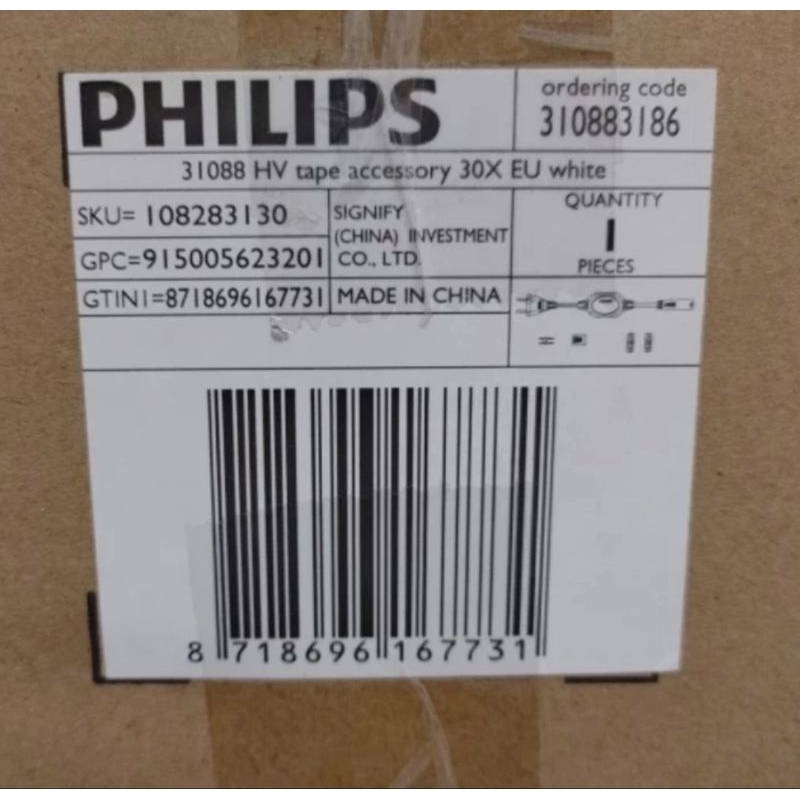 PHILIPS
ordering code
310883186
31088 HV tape accessory 30X EU white
SKU= 108283130
GPC=915005623201
GTIN1=8718696167731
SIGNIFY
(CHINA) INVESTMENT
CO., LTD.
MADE IN CHINA
QUANTITY
1
PIECES
8 718696 167731